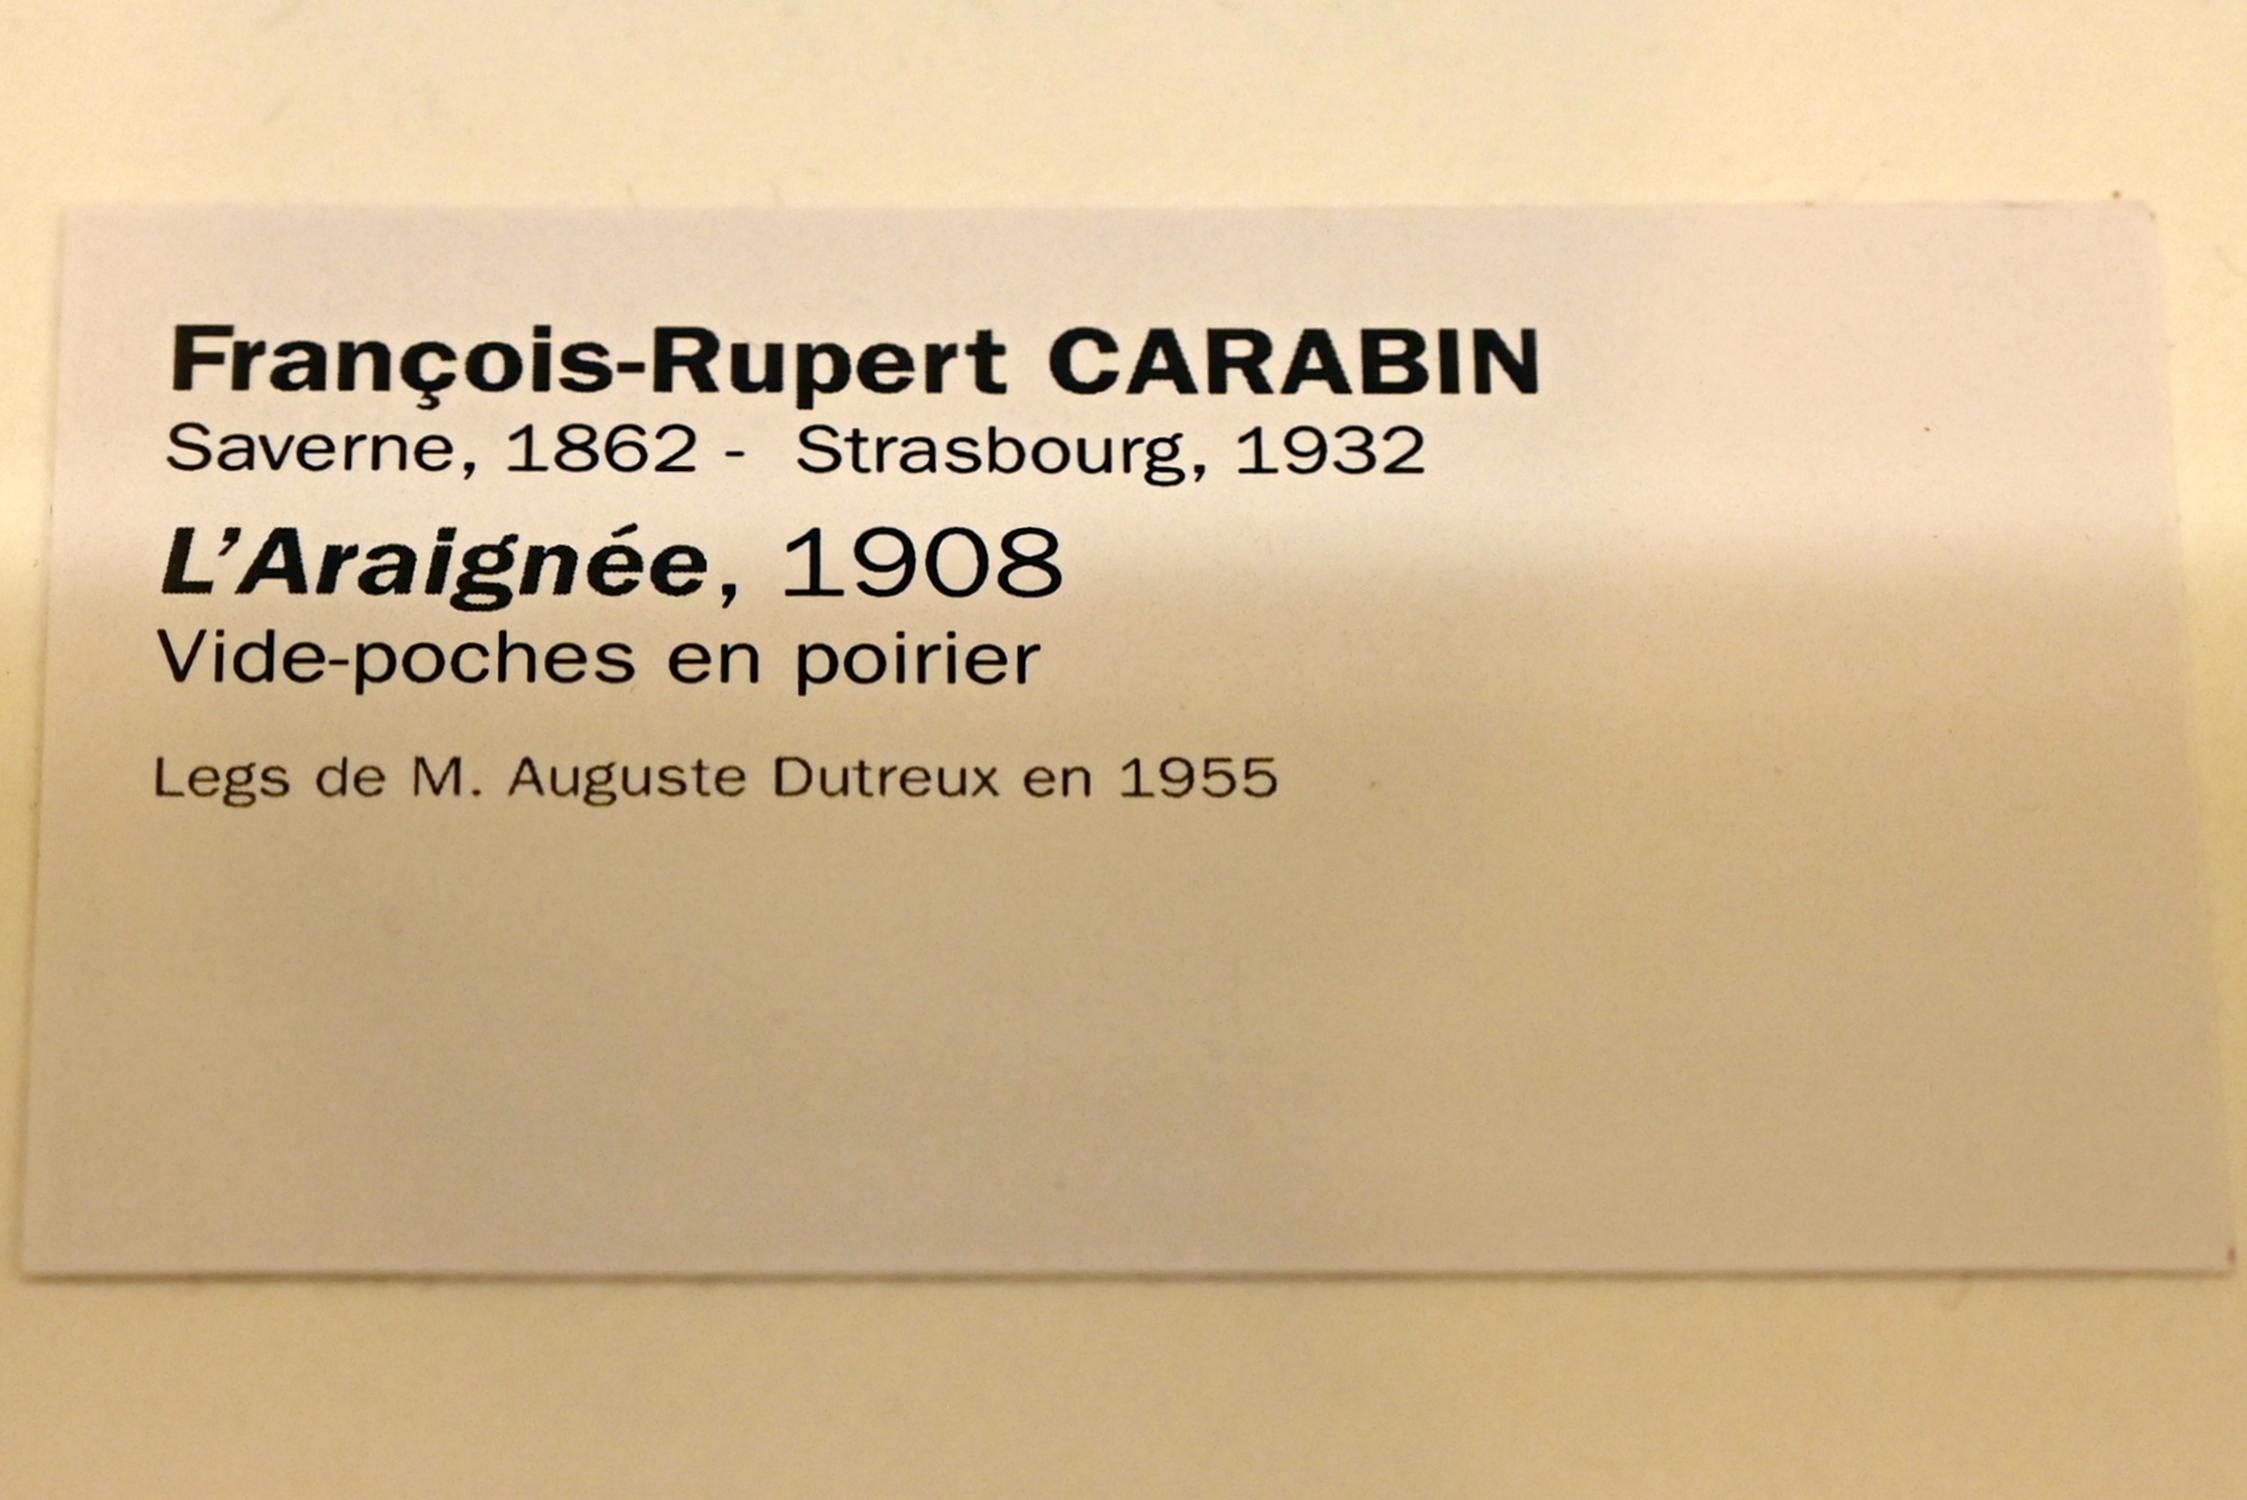 François-Rupert CARABIN
Saverne, 1862 - Strasbourg, 1932
L'Araignée, 1908
Vide-poches en poirier
Legs de M. Auguste Dutreux en 1955